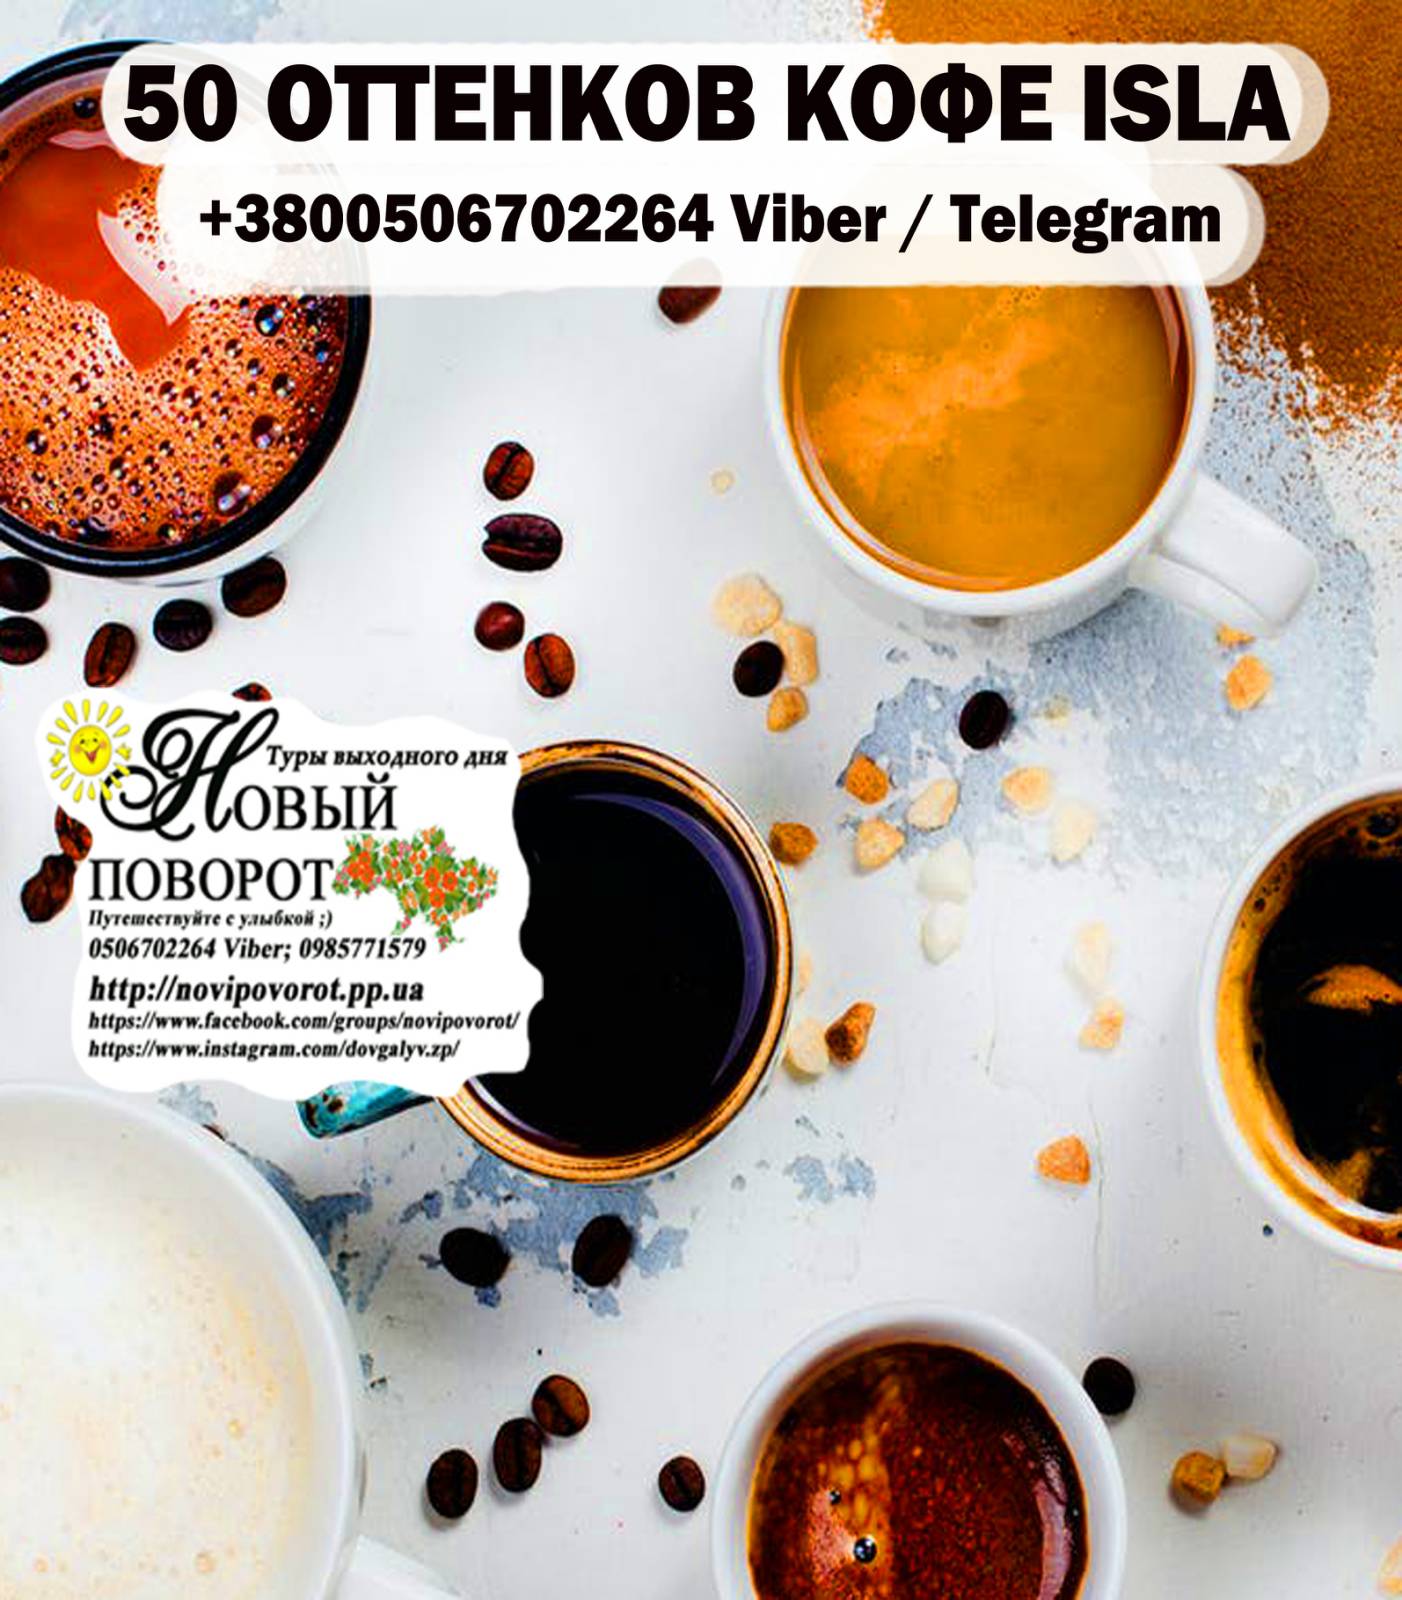 50 ОТТЕНКОВ КОФЕ ISLA
+3800506702264 Viber / Telegram
Туры выходного дня
Новый
поворот
Путешествуйте с улыбкой ;)
0506702264 Viber; 0985771579
http://novipovorot.pp.ua
https://www.facebook.com/groups/novipovorot/
https://www.instagram.com/dovgalyv.zp/